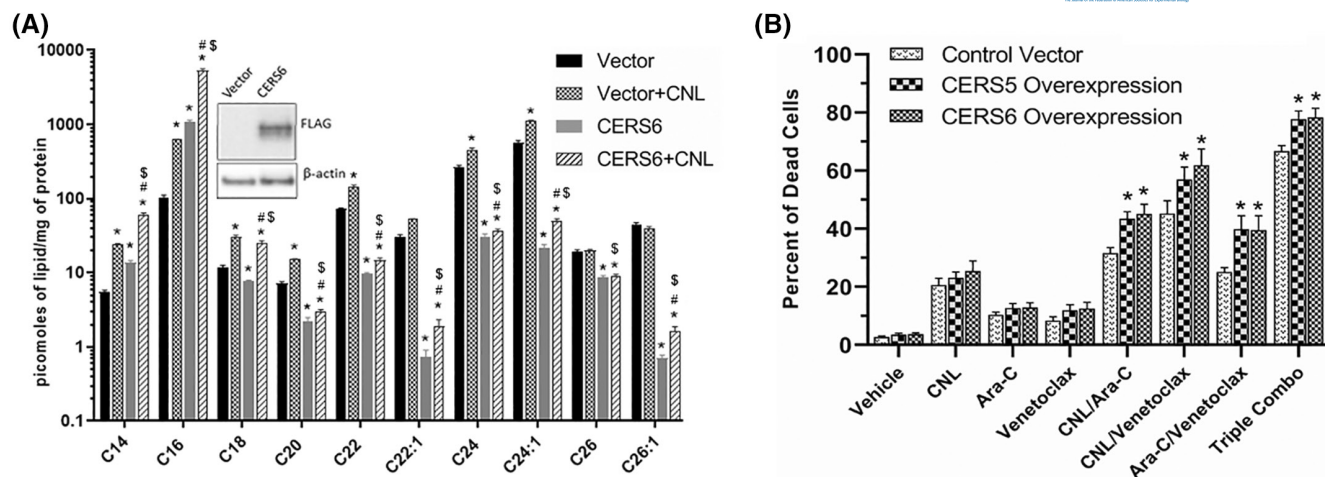 (A)
10000
1000
100
10
1
0.1
picomoles of lipid/mg of protein
Vector
CERS6
FLAG
β-actin
Vector
Vector+CNL
CERS6
CERS6+CNL
*
*
$
#
*
*
*
# $
*
*
*
# $
*
*
*
$
#
*
*
*
$
#
*
*
$
#
*
*
*
$
#
*
*
*
# $
*
*
$
*
*
$
#
*
C14
C16
C18
C20
C22
C22:1
C24
C24:1
C26
C26:1
(B)
100
80
60
40
20
0
Percent of Dead Cells
Control Vector
CERS5 Overexpression
CERS6 Overexpression
* *
* *
* *
* *
Vehicle
CNL
Ara-C
Venetoclax
CNL/Ara-C
CNL/Venetoclax
Ara-C/Venetoclax
Triple Combo